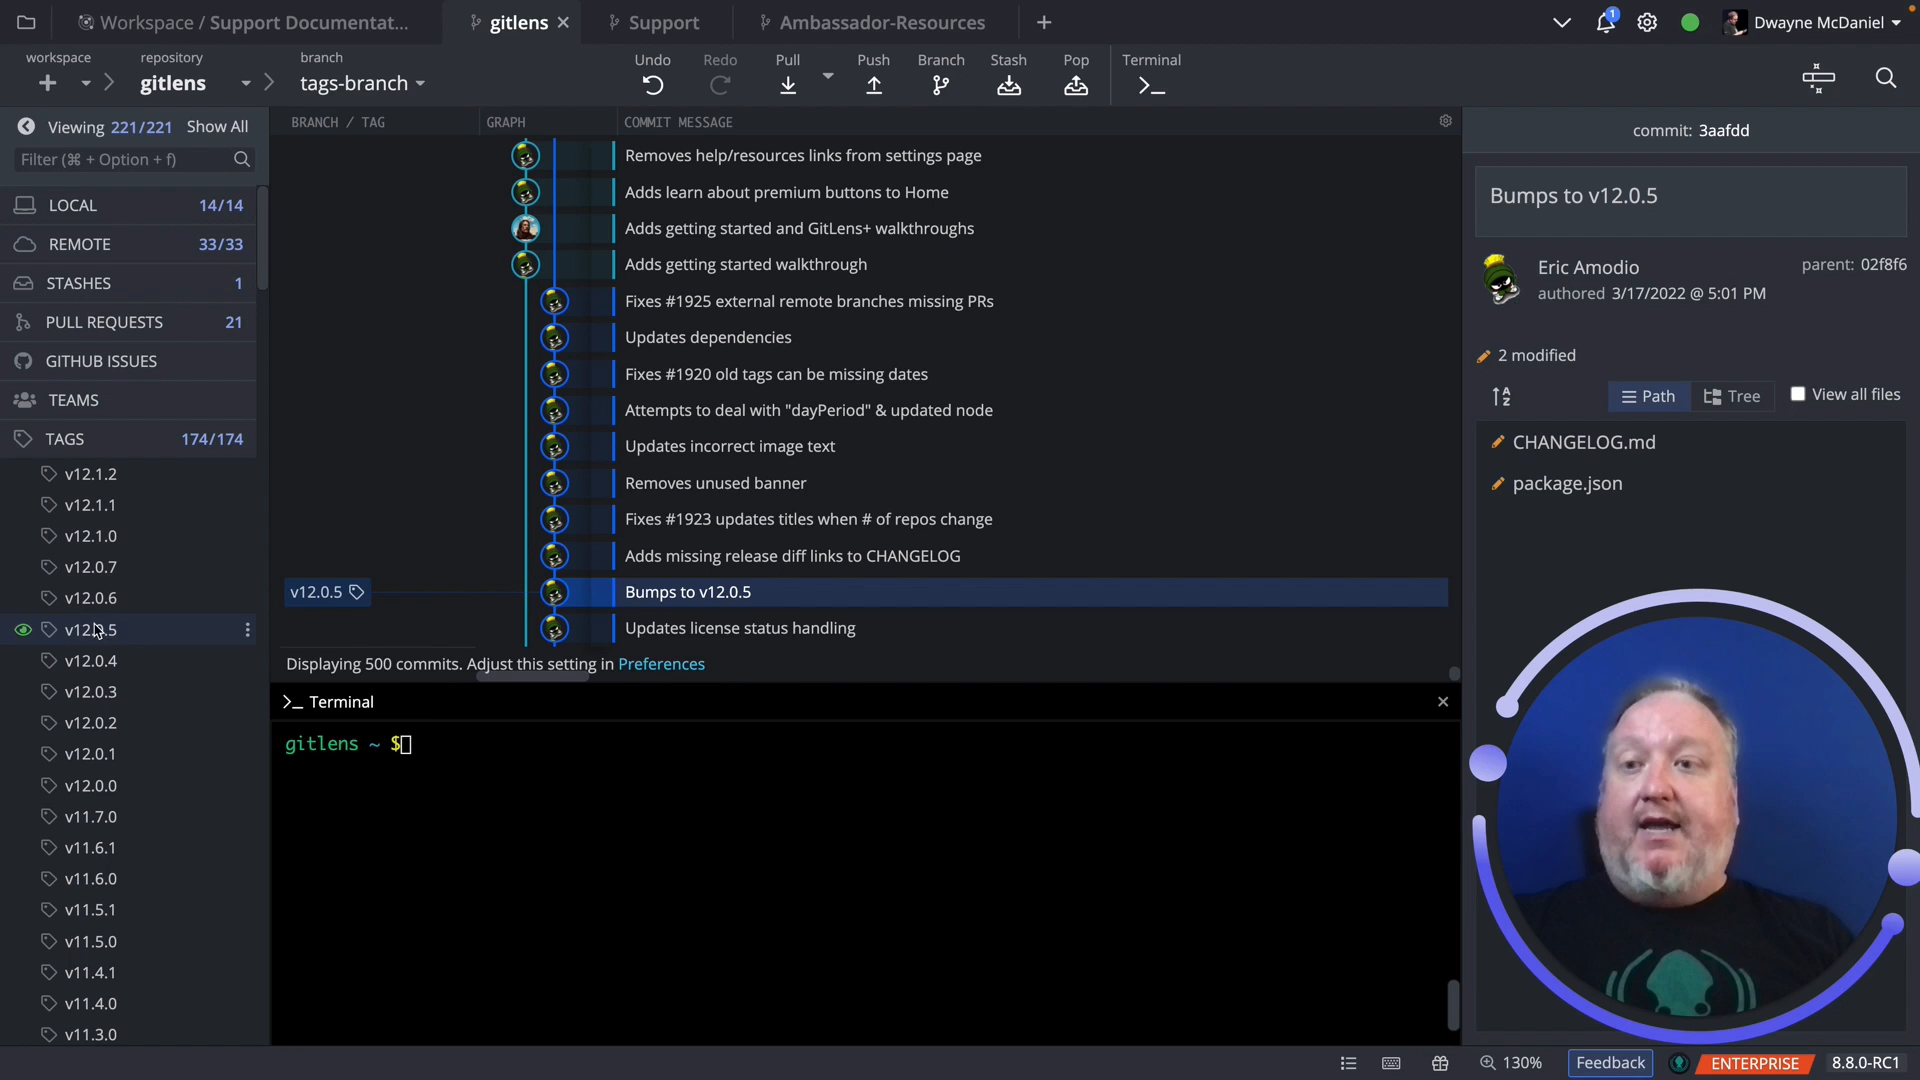 Workspace / Support Documentat...
gitlens
Support
Ambassador-Resources
1
Dwayne McDaniel
workspace
repository
gitlens
branch
tags-branch
Undo
Redo
Pull
Push
Branch
Stash
Pop
Terminal
Viewing 221/221 Show All
Filter (⌘ + Option + f)
LOCAL 14/14
REMOTE 33/33
STASHES 1
PULL REQUESTS 21
GITHUB ISSUES
TEAMS
TAGS 174/174
v12.1.2
v12.1.1
v12.1.0
v12.0.7
v12.0.6
v12.0.5
v12.0.4
v12.0.3
v12.0.2
v12.0.1
v12.0.0
v11.7.0
v11.6.1
v11.6.0
v11.5.1
v11.5.0
v11.4.1
v11.4.0
v11.3.0
BRANCH / TAG
GRAPH
COMMIT MESSAGE
Removes help/resources links from settings page
Adds learn about premium buttons to Home
Adds getting started and GitLens+ walkthroughs
Adds getting started walkthrough
Fixes #1925 external remote branches missing PRs
Updates dependencies
Fixes #1920 old tags can be missing dates
Attempts to deal with "dayPeriod" & updated node
Updates incorrect image text
Removes unused banner
Fixes #1923 updates titles when # of repos change
Adds missing release diff links to CHANGELOG
v12.0.5
Bumps to v12.0.5
Updates license status handling
Displaying 500 commits. Adjust this setting in Preferences
>_ Terminal
gitlens ~ $
commit: 3aafdd
Bumps to v12.0.5
Eric Amodio
parent: 02f8f6
authored 3/17/2022 @ 5:01 PM
2 modified
Path
Tree
View all files
CHANGELOG.md
package.json
130%
Feedback
ENTERPRISE
8.8.0-RC1